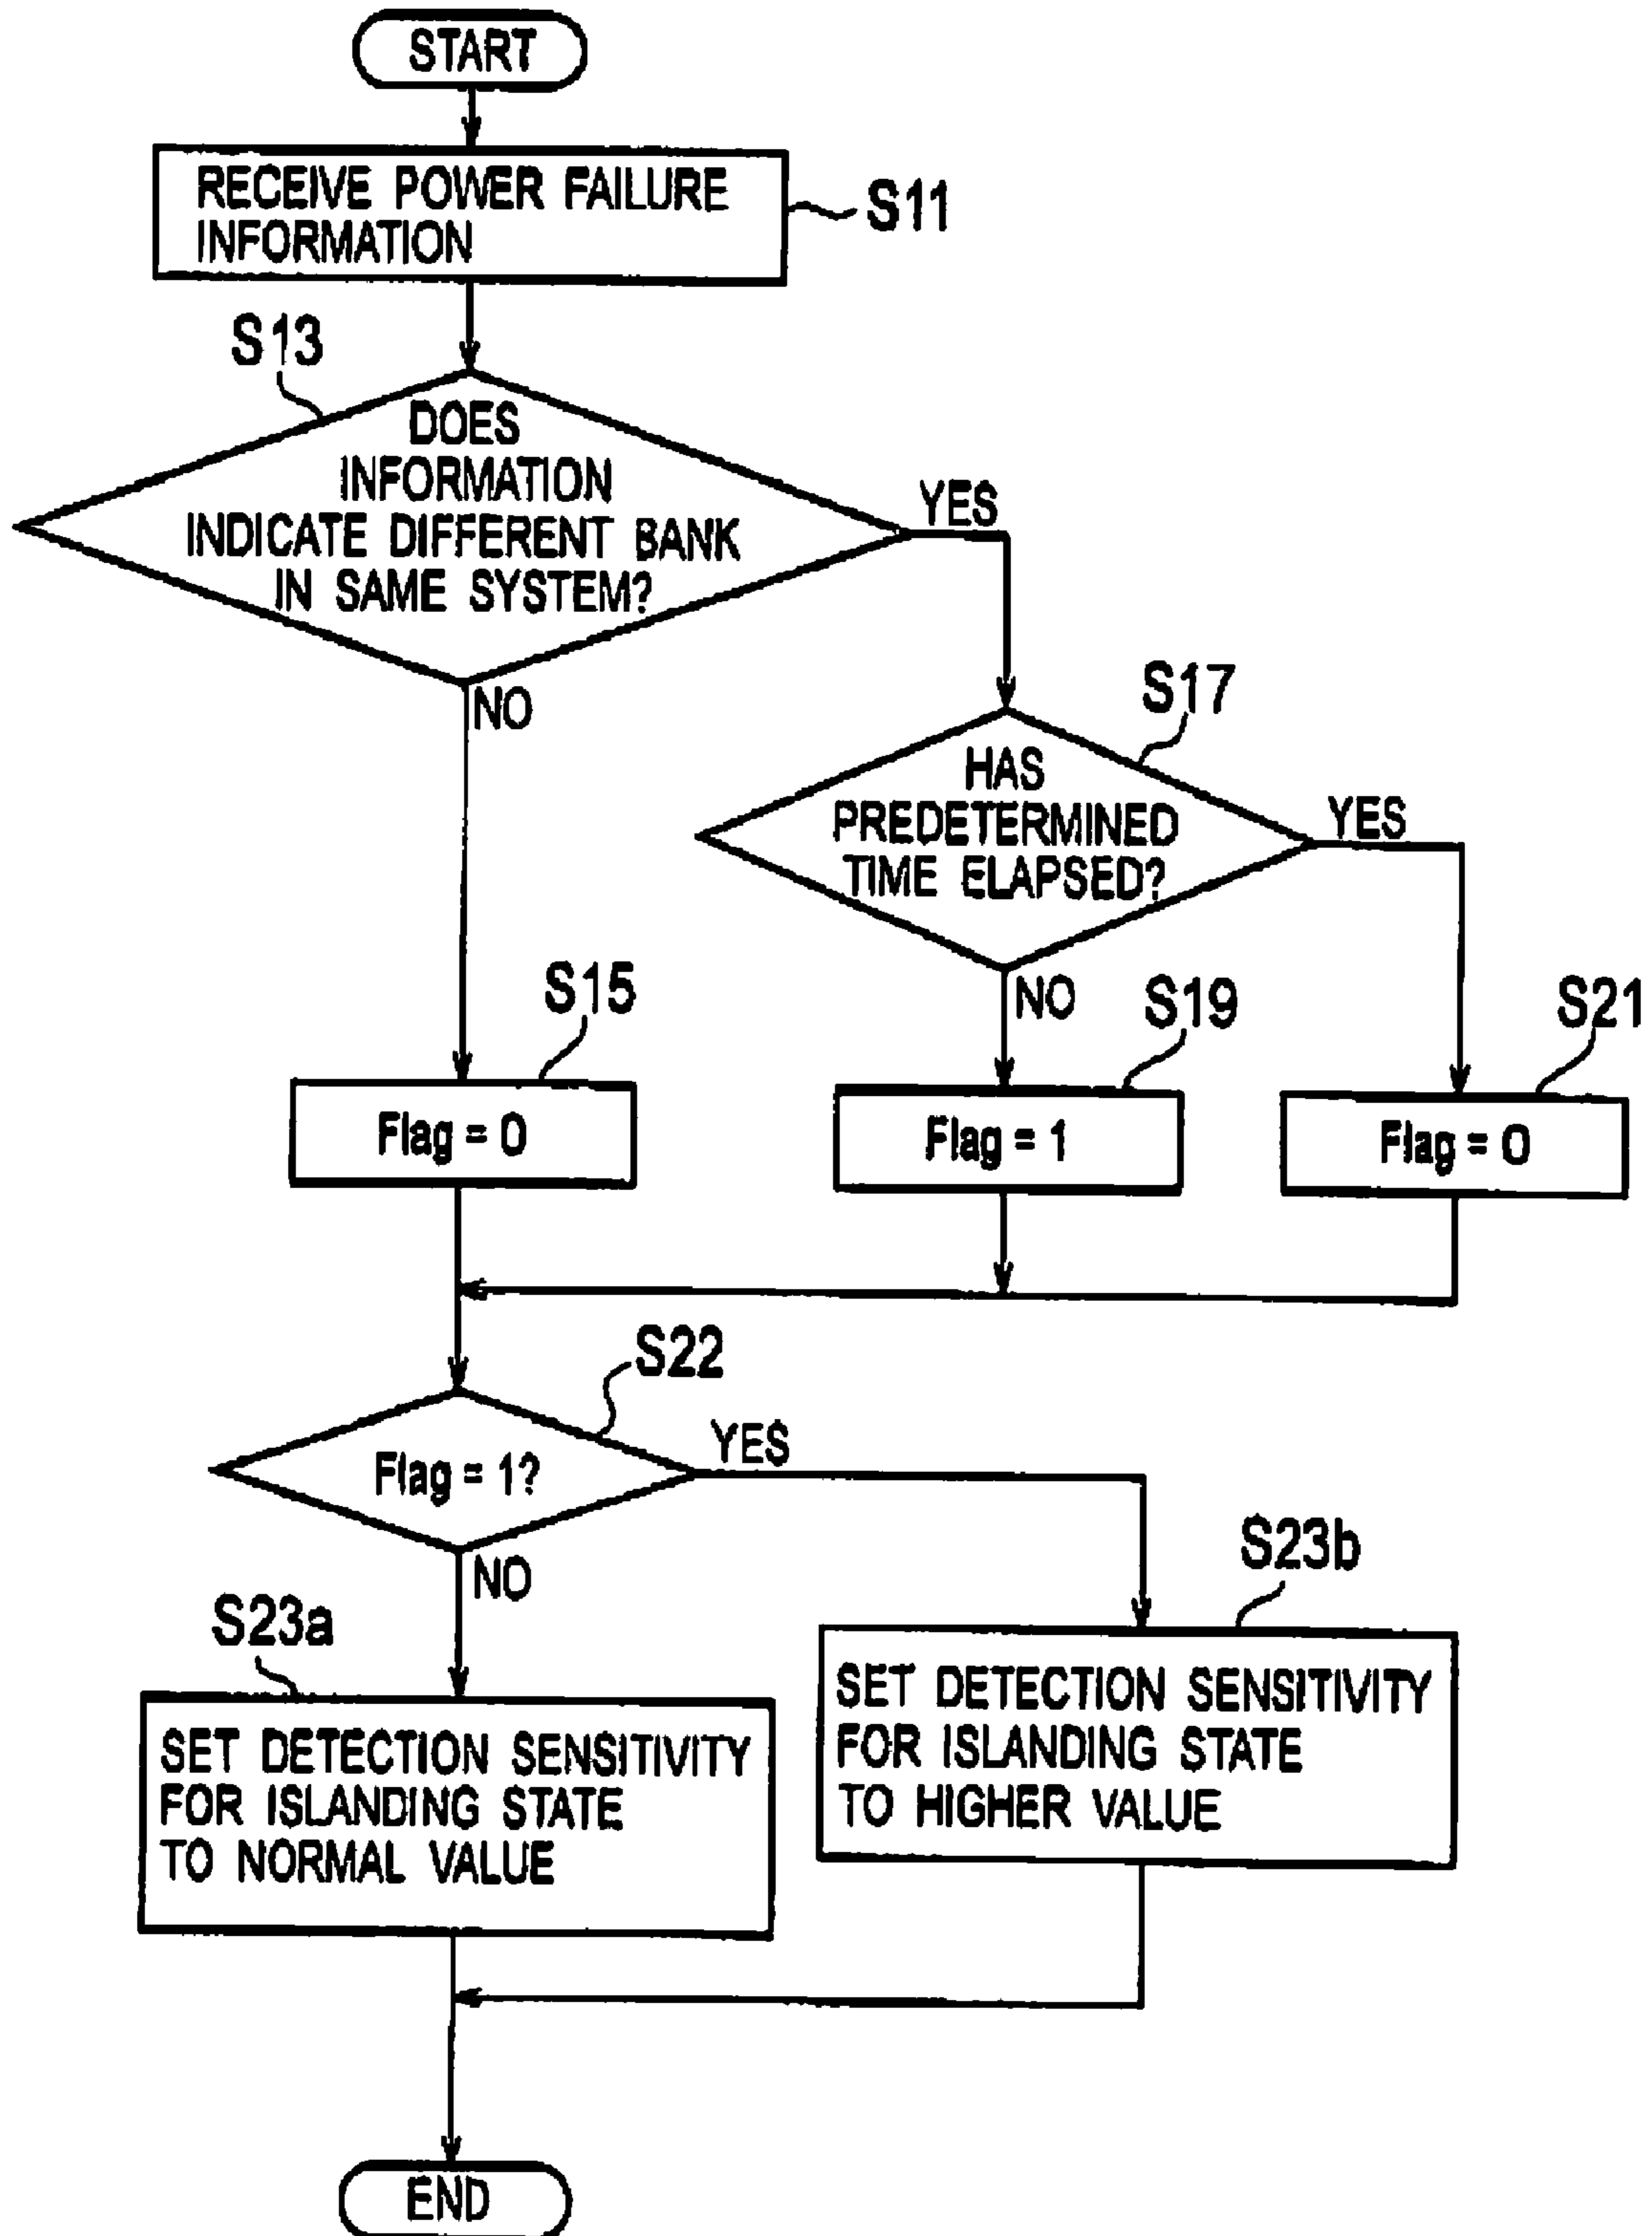 START
RECEIVE POWER FAILURE
INFORMATION
S11
S13
DOES
INFORMATION
INDICATE DIFFERENT BANK
IN SAME SYSTEM?
YES
NO
S17
HAS
PREDETERMINED
TIME ELAPSED?
YES
NO
S15
S19
S21
Flag = 0
Flag = 1
Flag = 0
S22
Flag = 1?
YES
NO
S23a
S23b
SET DETECTION SENSITIVITY
FOR ISLANDING STATE
TO NORMAL VALUE
SET DETECTION SENSITIVITY
FOR ISLANDING STATE
TO HIGHER VALUE
END